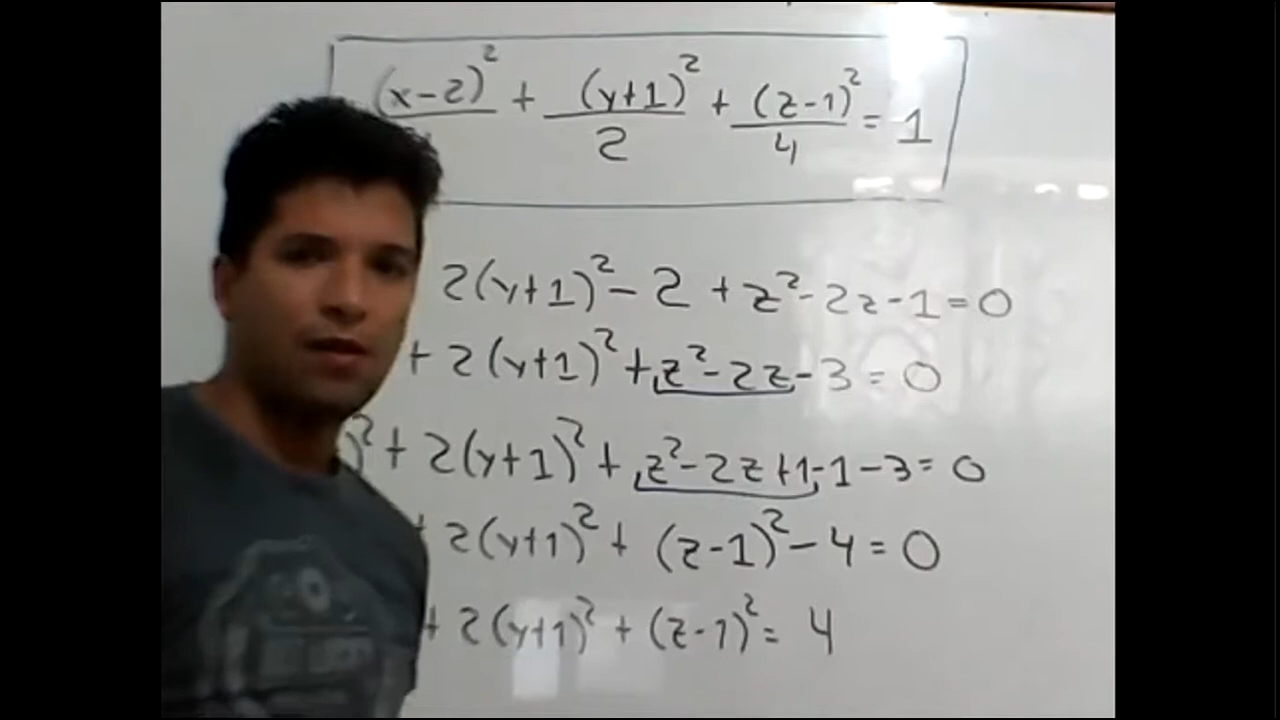 (x-2)² + (y+1)²/2 + (z-1)²/4 = 1
2(y+1)² - 2 + z² - 2z - 1 = 0
+ 2(y+1)² + z² - 2z - 3 = 0
)² + 2(y+1)² + z² - 2z + 1 - 1 - 3 = 0
+ 2(y+1)² + (z-1)² - 4 = 0
+ 2(y+1)² + (z-1)² = 4